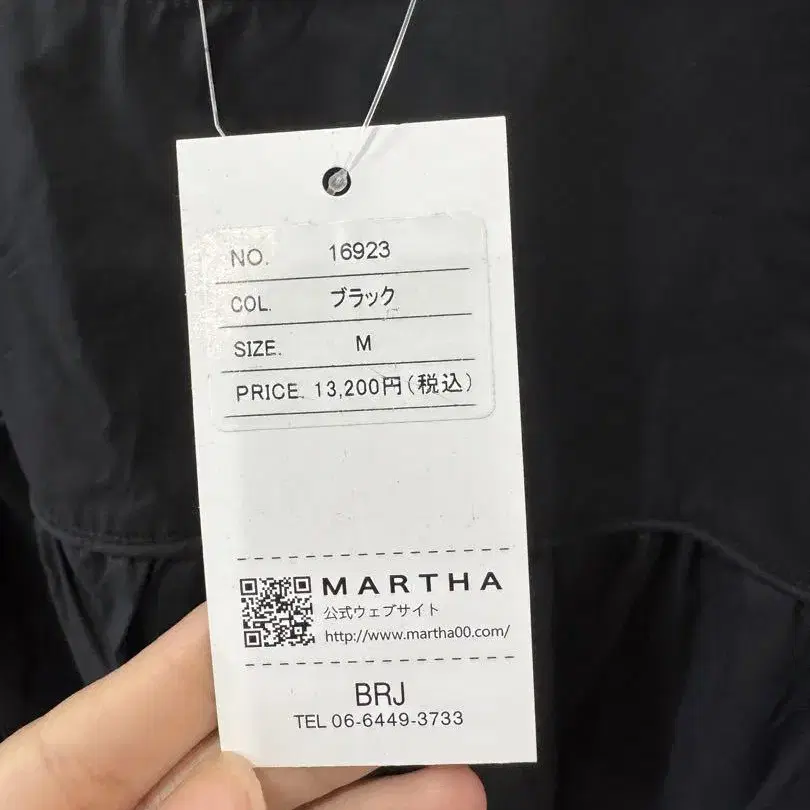 NO. 16923
COL. ブラック
SIZE. M
PRICE. 13,200円(税込)
MARTHA
公式ウェブサイト
http://www.martha00.com/
BRJ
TEL 06-6449-3733